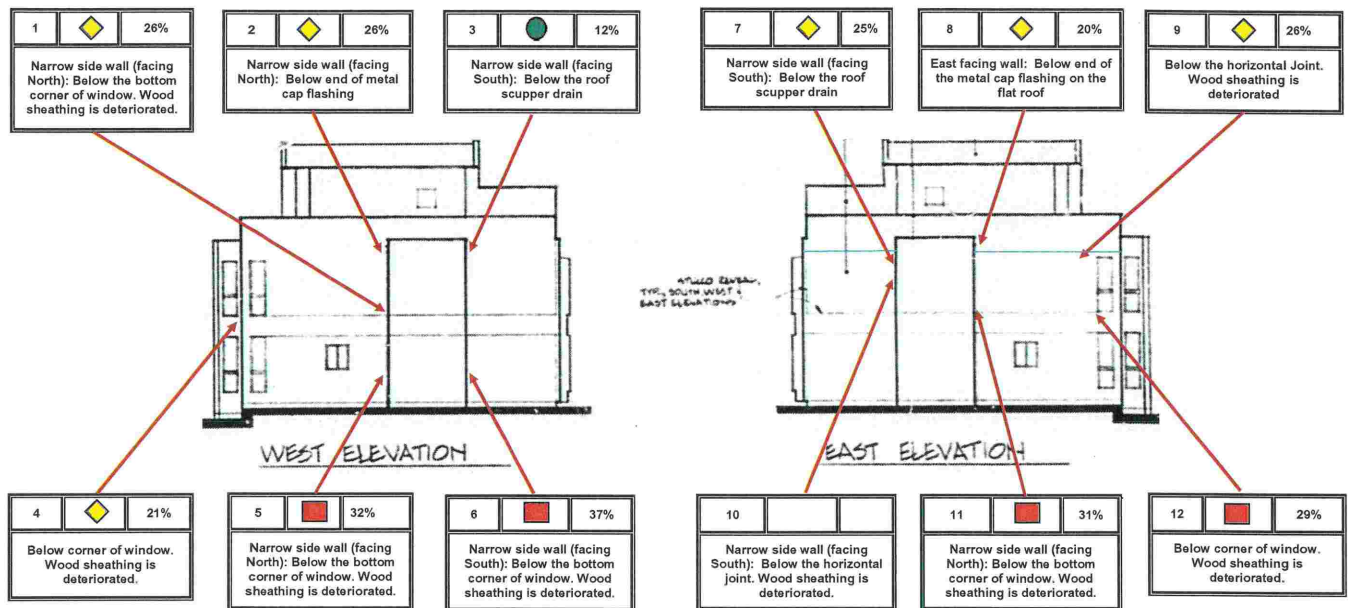 1 26%
Narrow side wall (facing
North): Below the bottom
corner of window. Wood
sheathing is deteriorated.
2 26%
Narrow side wall (facing
North): Below end of metal
cap flashing
3 12%
Narrow side wall (facing
South): Below the roof
scupper drain
7 25%
Narrow side wall (facing
South): Below the roof
scupper drain
8 20%
East facing wall: Below end of
the metal cap flashing on the
flat roof
9 26%
Below the horizontal Joint.
Wood sheathing is
deteriorated
STUCCO REVEAL,
TYP., SOUTH, WEST &
EAST ELEVATIONS
WEST ELEVATION
EAST ELEVATION
4 21%
Below corner of window.
Wood sheathing is
deteriorated.
5 32%
Narrow side wall (facing
North): Below the bottom
corner of window. Wood
sheathing is deteriorated.
6 37%
Narrow side wall (facing
South): Below the bottom
corner of window. Wood
sheathing is deteriorated.
10
Narrow side wall (facing
South): Below the horizontal
joint. Wood sheathing is
deteriorated.
11 31%
Narrow side wall (facing
North): Below the bottom
corner of window. Wood
sheathing is deteriorated.
12 29%
Below corner of window.
Wood sheathing is
deteriorated.